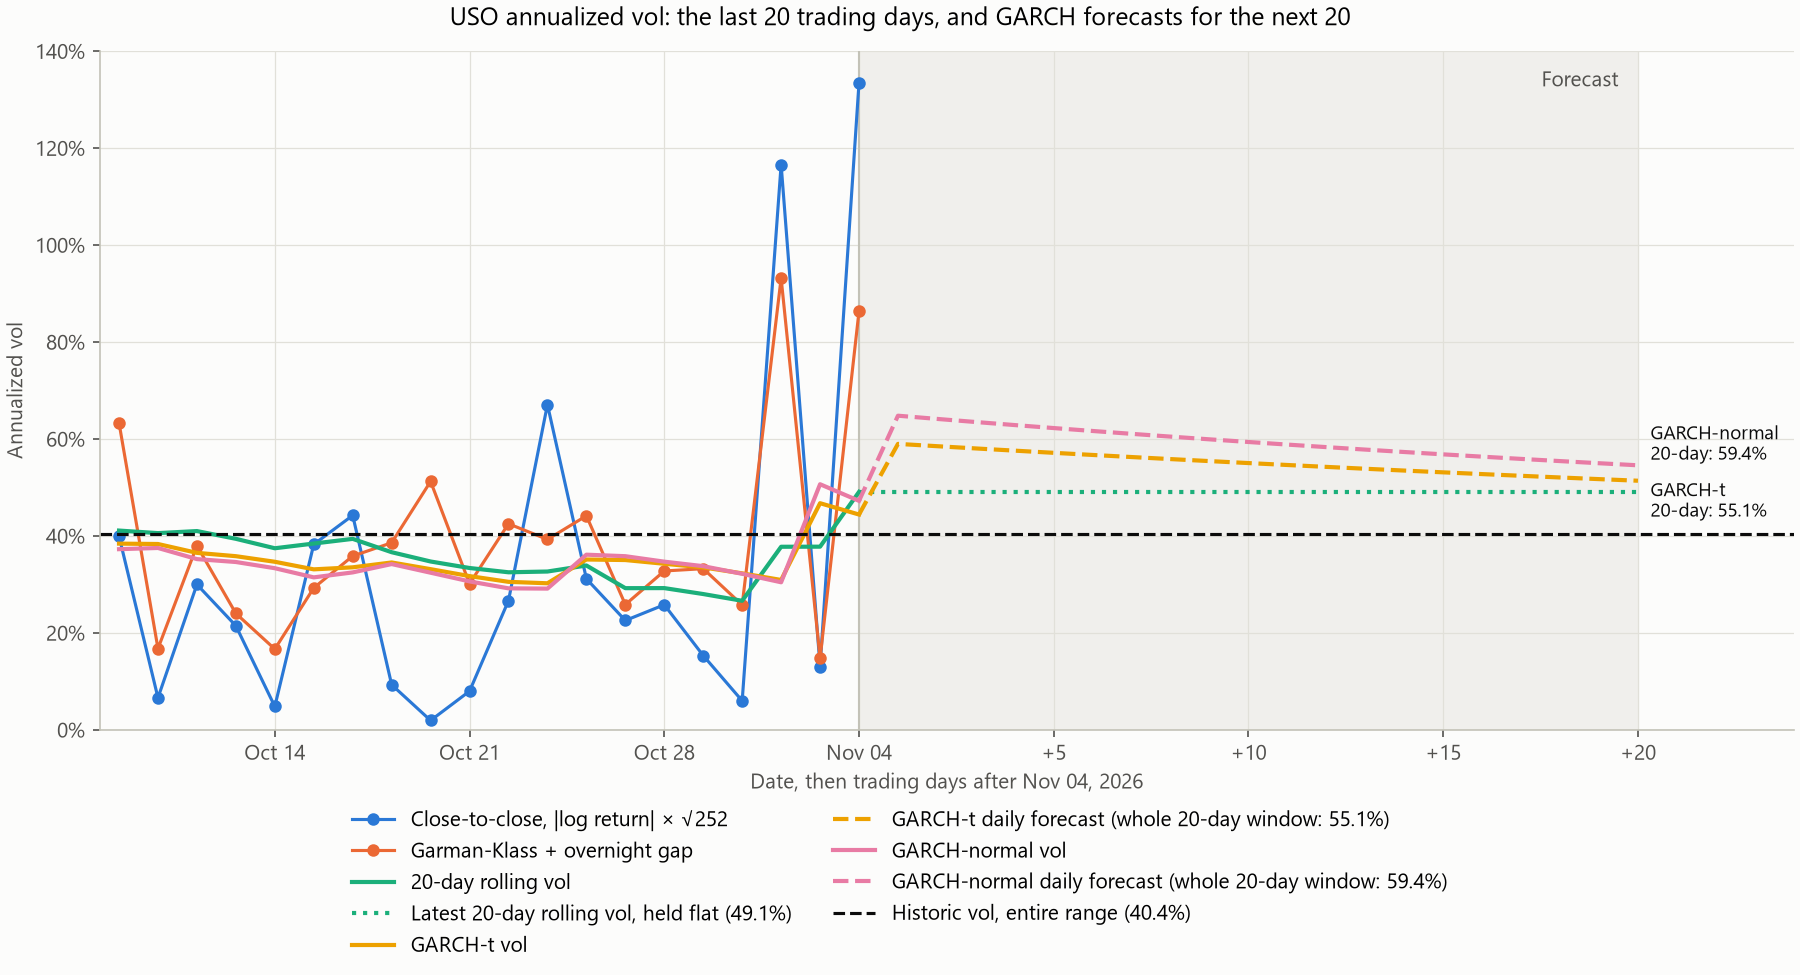 USO annualized vol: the last 20 trading days, and GARCH forecasts for the next 20
140%
120%
100%
80%
60%
40%
20%
0%
Annualized vol
Forecast
GARCH-normal
20-day: 59.4%
GARCH-t
20-day: 55.1%
Oct 14
Oct 21
Oct 28
Nov 04
+5
+10
+15
+20
Date, then trading days after Nov 04, 2026
Close-to-close, |log return| × √252
Garman-Klass + overnight gap
20-day rolling vol
Latest 20-day rolling vol, held flat (49.1%)
GARCH-t vol
GARCH-t daily forecast (whole 20-day window: 55.1%)
GARCH-normal vol
GARCH-normal daily forecast (whole 20-day window: 59.4%)
Historic vol, entire range (40.4%)